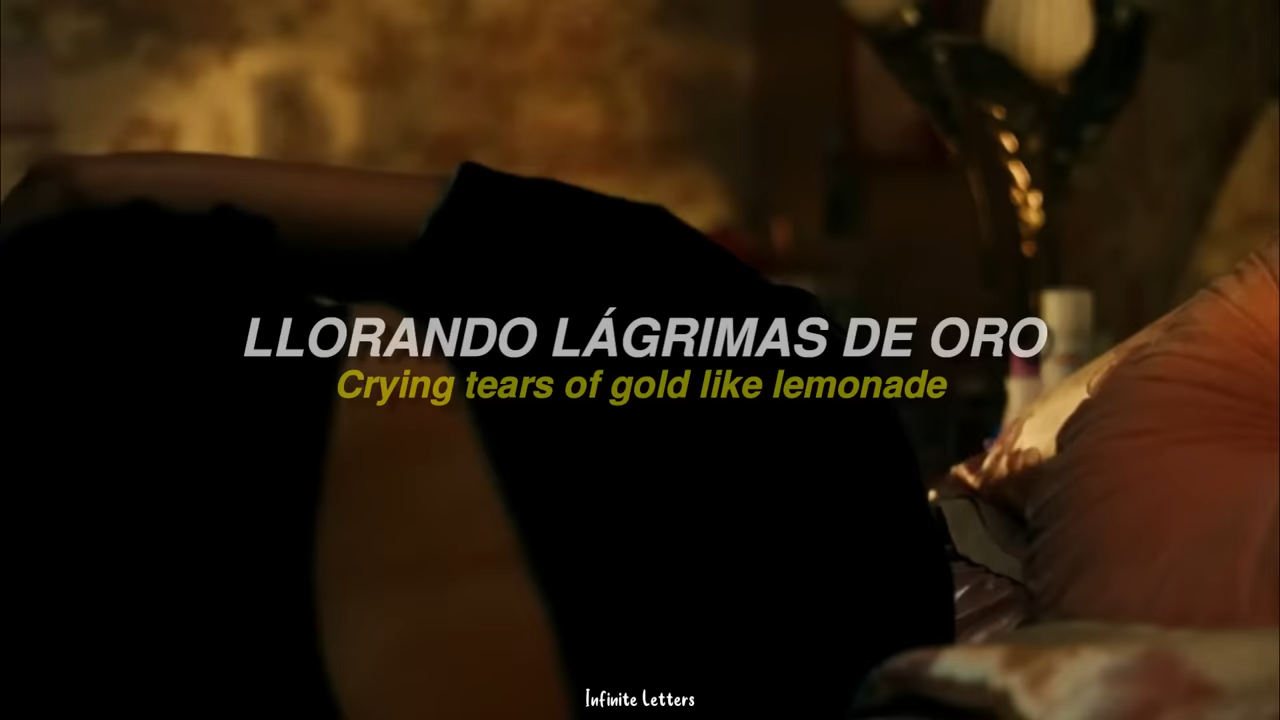 LLORANDO LÁGRIMAS DE ORO
Crying tears of gold like lemonade
Infinite Letters